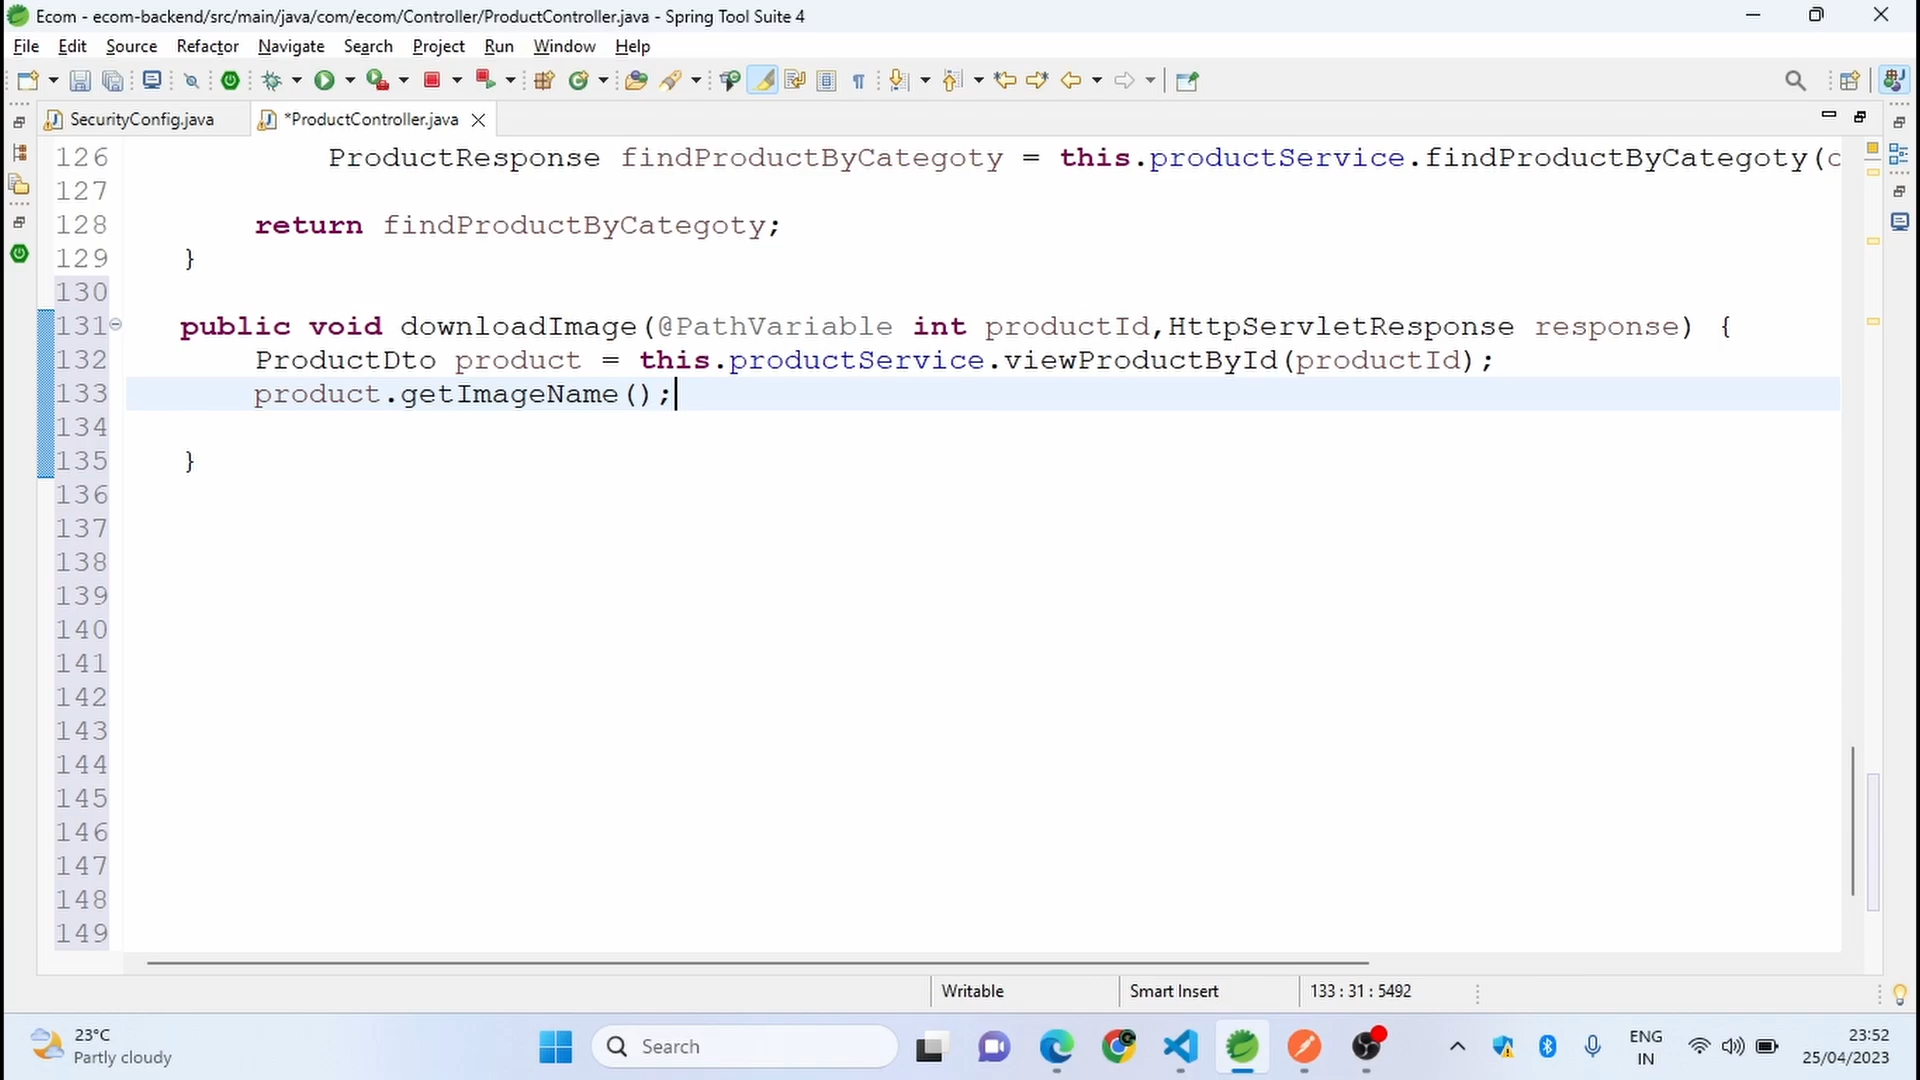 Ecom - ecom-backend/src/main/java/com/ecom/Controller/ProductController.java - Spring Tool Suite 4
File Edit Source Refactor Navigate Search Project Run Window Help
SecurityConfig.java *ProductController.java
126 ProductResponse findProductByCategoty = this.productService.findProductByCategoty(c
127
128 return findProductByCategoty;
129 }
130
131 public void downloadImage(@PathVariable int productId,HttpServletResponse response) {
132 ProductDto product = this.productService.viewProductById(productId);
133 product.getImageName();
134
135 }
136
137
138
139
140
141
142
143
144
145
146
147
148
149
Writable Smart Insert 133 : 31 : 5492
23°C
Partly cloudy
Search
ENG
IN
23:52
25/04/2023